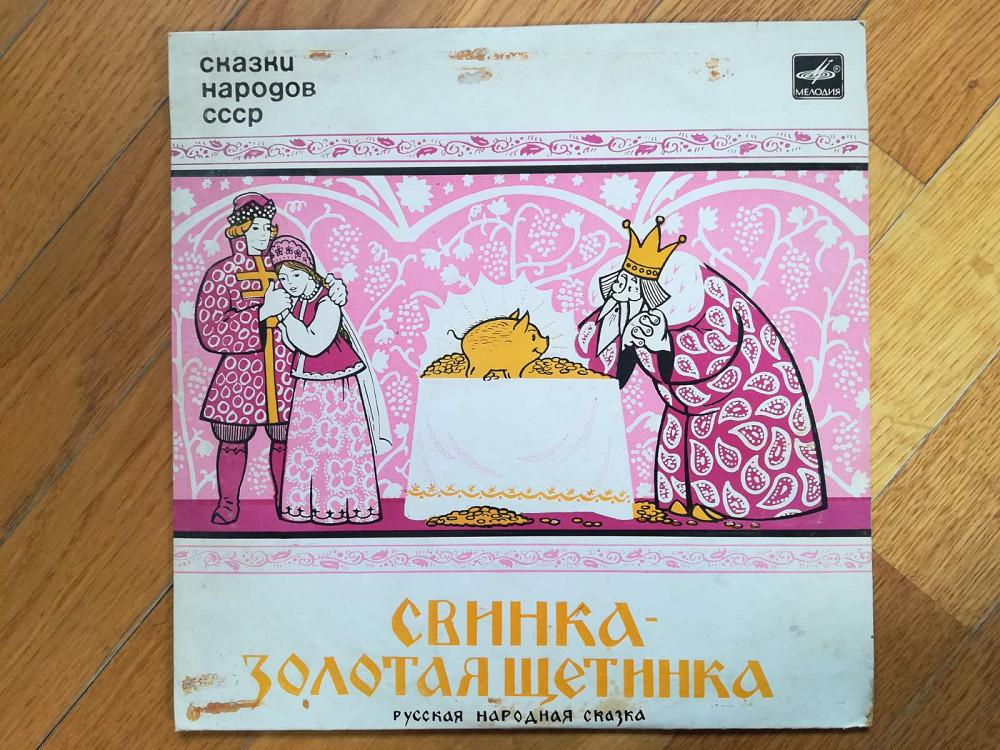 сказки
народов
ссср
МЕЛОДИЯ
СВИНКА-
ЗОЛОТАЯ ЩЕТИНКА
РУССКАЯ НАРОДНАЯ СКАЗКА